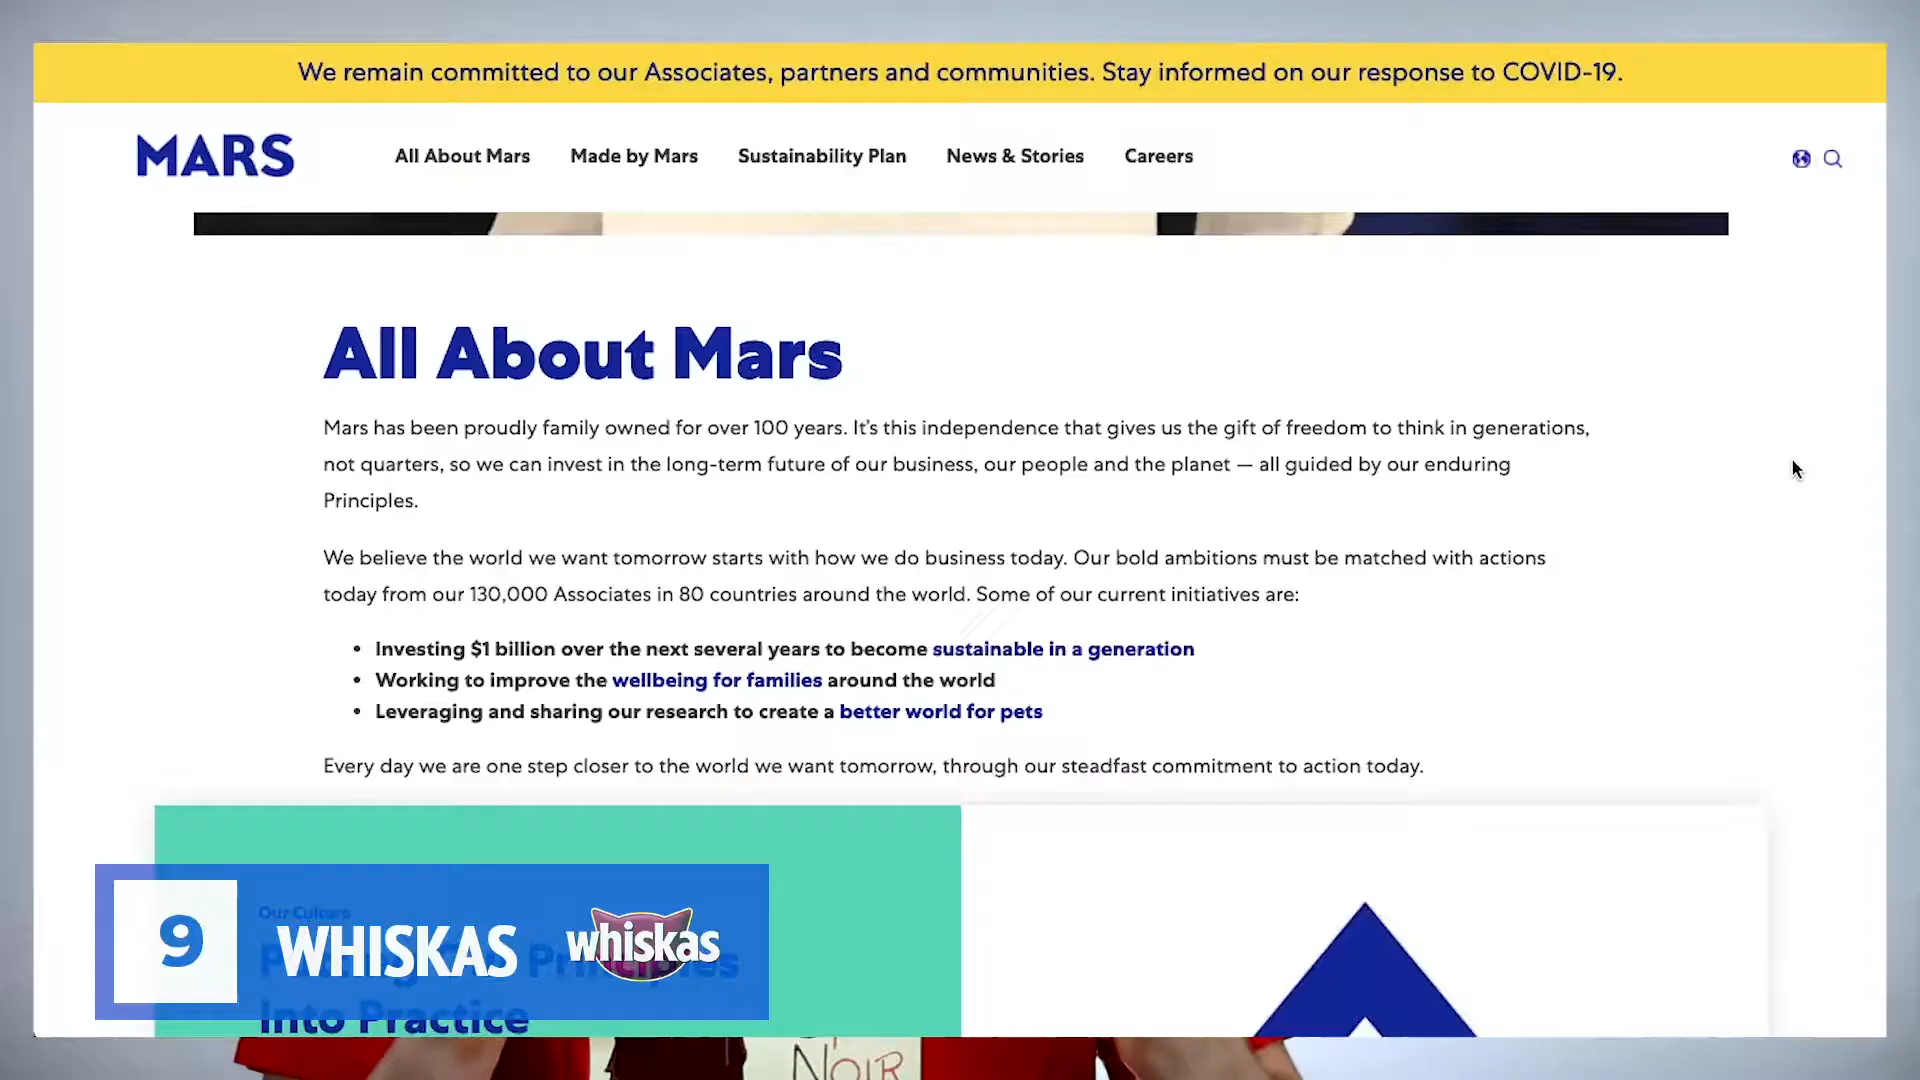 We remain committed to our Associates, partners and communities. Stay informed on our response to COVID-19.
MARS
All About Mars
Made by Mars
Sustainability Plan
News & Stories
Careers
All About Mars
Mars has been proudly family owned for over 100 years. It's this independence that gives us the gift of freedom to think in generations,
not quarters, so we can invest in the long-term future of our business, our people and the planet — all guided by our enduring
Principles.
We believe the world we want tomorrow starts with how we do business today. Our bold ambitions must be matched with actions
today from our 130,000 Associates in 80 countries around the world. Some of our current initiatives are:
• Investing $1 billion over the next several years to become sustainable in a generation
• Working to improve the wellbeing for families around the world
• Leveraging and sharing our research to create a better world for pets
Every day we are one step closer to the world we want tomorrow, through our steadfast commitment to action today.
Our Culture
Principles
Into Practice
9
WHISKAS
whiskas
NOIR